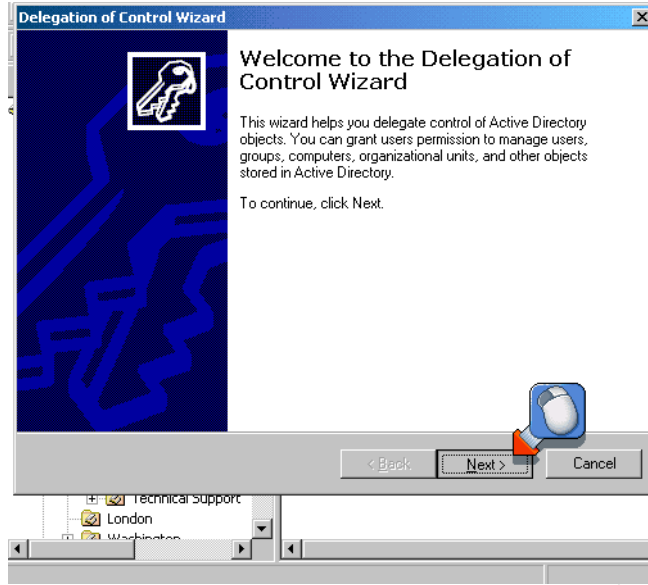 Delegation of Control Wizard
Welcome to the Delegation of
Control Wizard
This wizard helps you delegate control of Active Directory
objects. You can grant users permission to manage users,
groups, computers, organizational units, and other objects
stored in Active Directory.
To continue, click Next.
< Back
Next >
Cancel
Technical Support
London
Washington